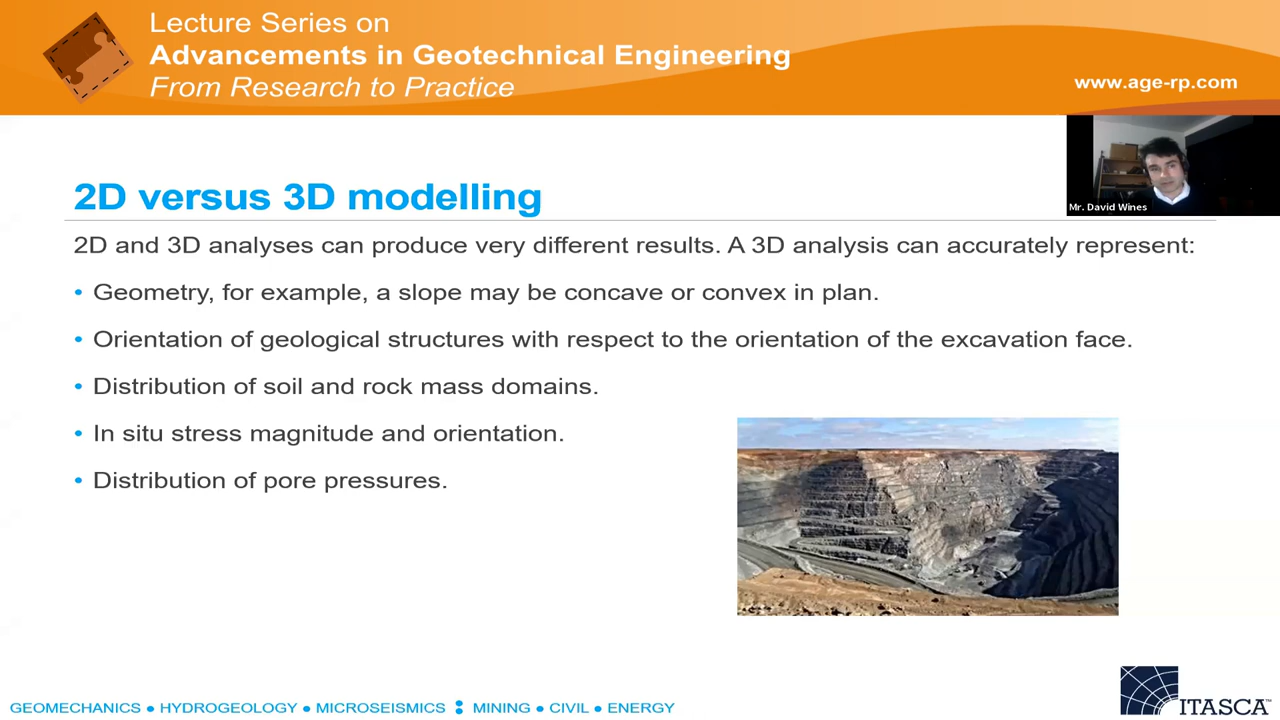 Lecture Series on
Advancements in Geotechnical Engineering
From Research to Practice
www.age-rp.com
Mr. David Wines
2D versus 3D modelling
2D and 3D analyses can produce very different results. A 3D analysis can accurately represent:
• Geometry, for example, a slope may be concave or convex in plan.
• Orientation of geological structures with respect to the orientation of the excavation face.
• Distribution of soil and rock mass domains.
• In situ stress magnitude and orientation.
• Distribution of pore pressures.
GEOMECHANICS ● HYDROGEOLOGY ● MICROSEISMICS : MINING ● CIVIL ● ENERGY
ITASCA™